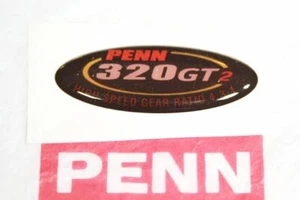 PENN
320GT2
HIGH SPEED GEAR RATIO
PENN